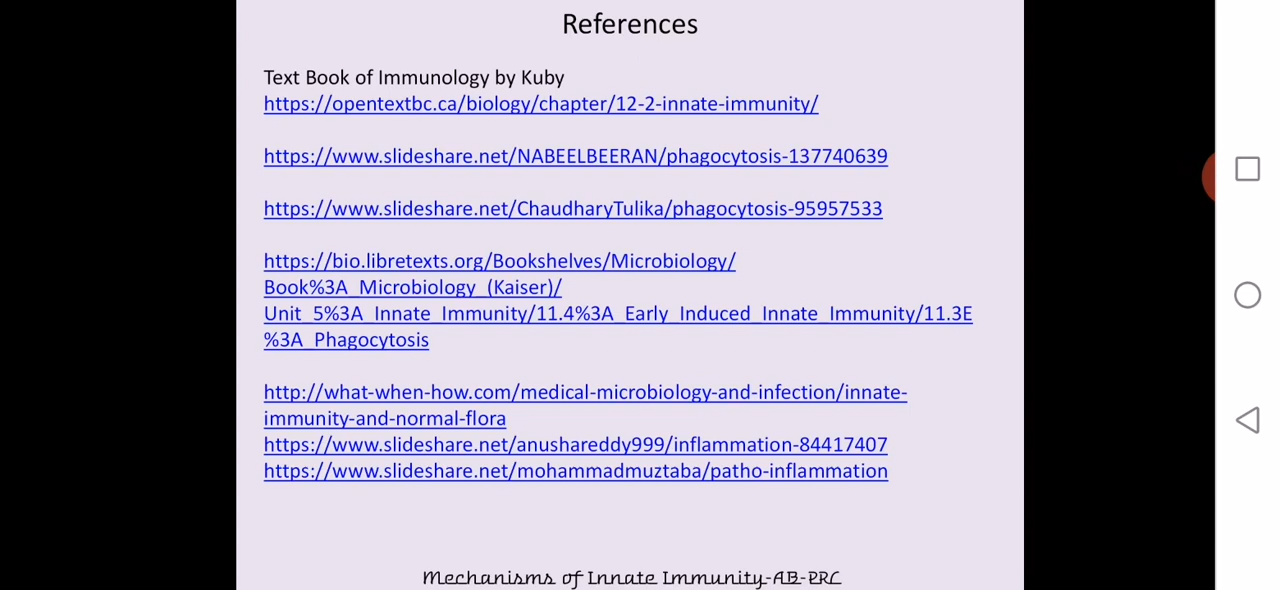 References
Text Book of Immunology by Kuby
https://opentextbc.ca/biology/chapter/12-2-innate-immunity/
https://www.slideshare.net/NABEELBEERAN/phagocytosis-137740639
https://www.slideshare.net/ChaudharyTulika/phagocytosis-95957533
https://bio.libretexts.org/Bookshelves/Microbiology/
Book%3A_Microbiology_(Kaiser)/
Unit_5%3A_Innate_Immunity/11.4%3A_Early_Induced_Innate_Immunity/11.3E
%3A_Phagocytosis
http://what-when-how.com/medical-microbiology-and-infection/innate-
immunity-and-normal-flora
https://www.slideshare.net/anushareddy999/inflammation-84417407
https://www.slideshare.net/mohammadmuztaba/patho-inflammation
Mechanisms of Innate Immunity-AB-PRC